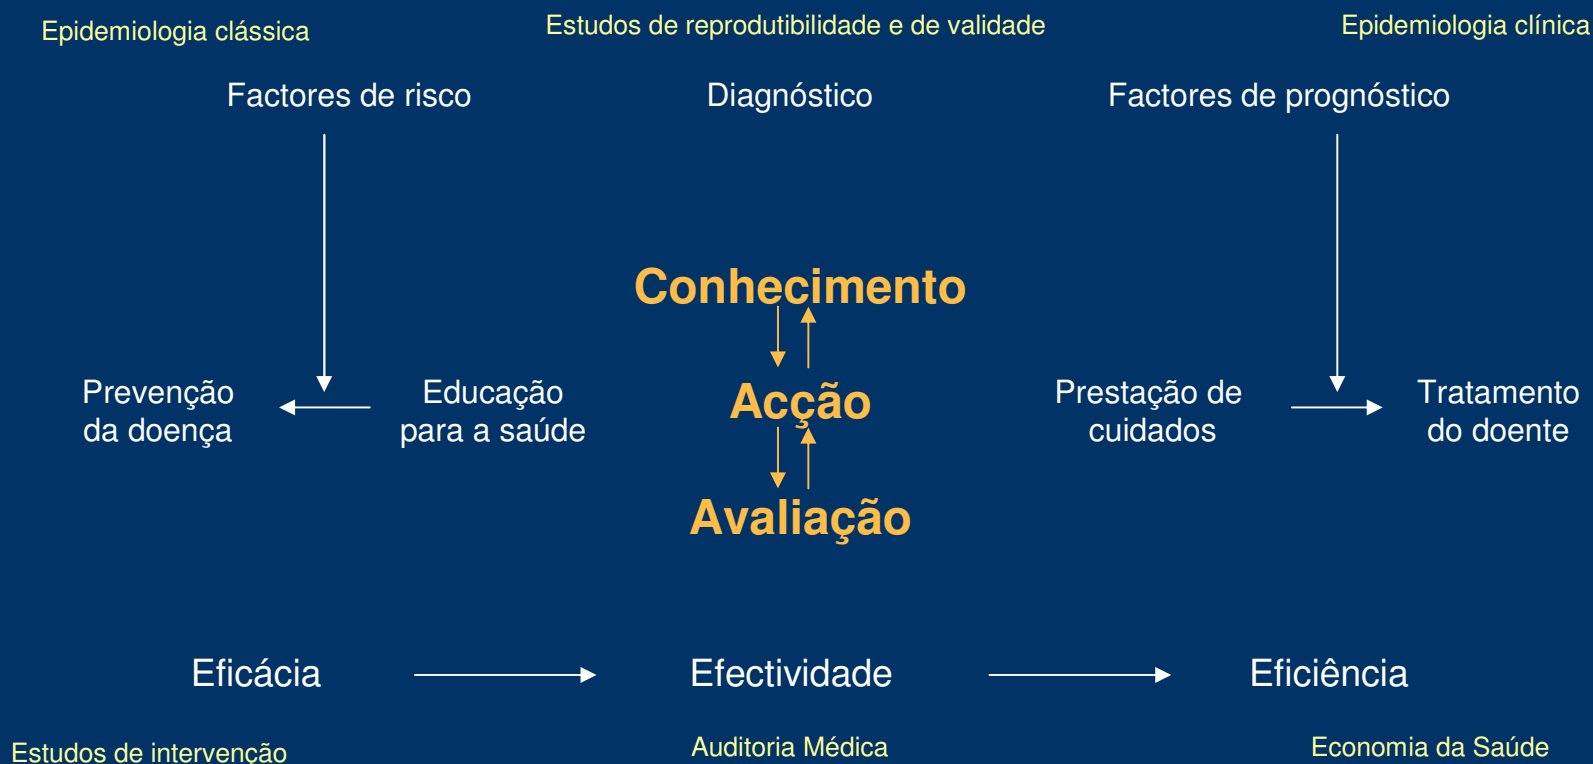 Epidemiologia clássica
Estudos de reprodutibilidade e de validade
Epidemiologia clínica
Factores de risco
Diagnóstico
Factores de prognóstico
Conhecimento
Prevenção
da doença
Educação
para a saúde
Acção
Prestação de
cuidados
Tratamento
do doente
Avaliação
Eficácia
Efectividade
Eficiência
Estudos de intervenção
Auditoria Médica
Economia da Saúde